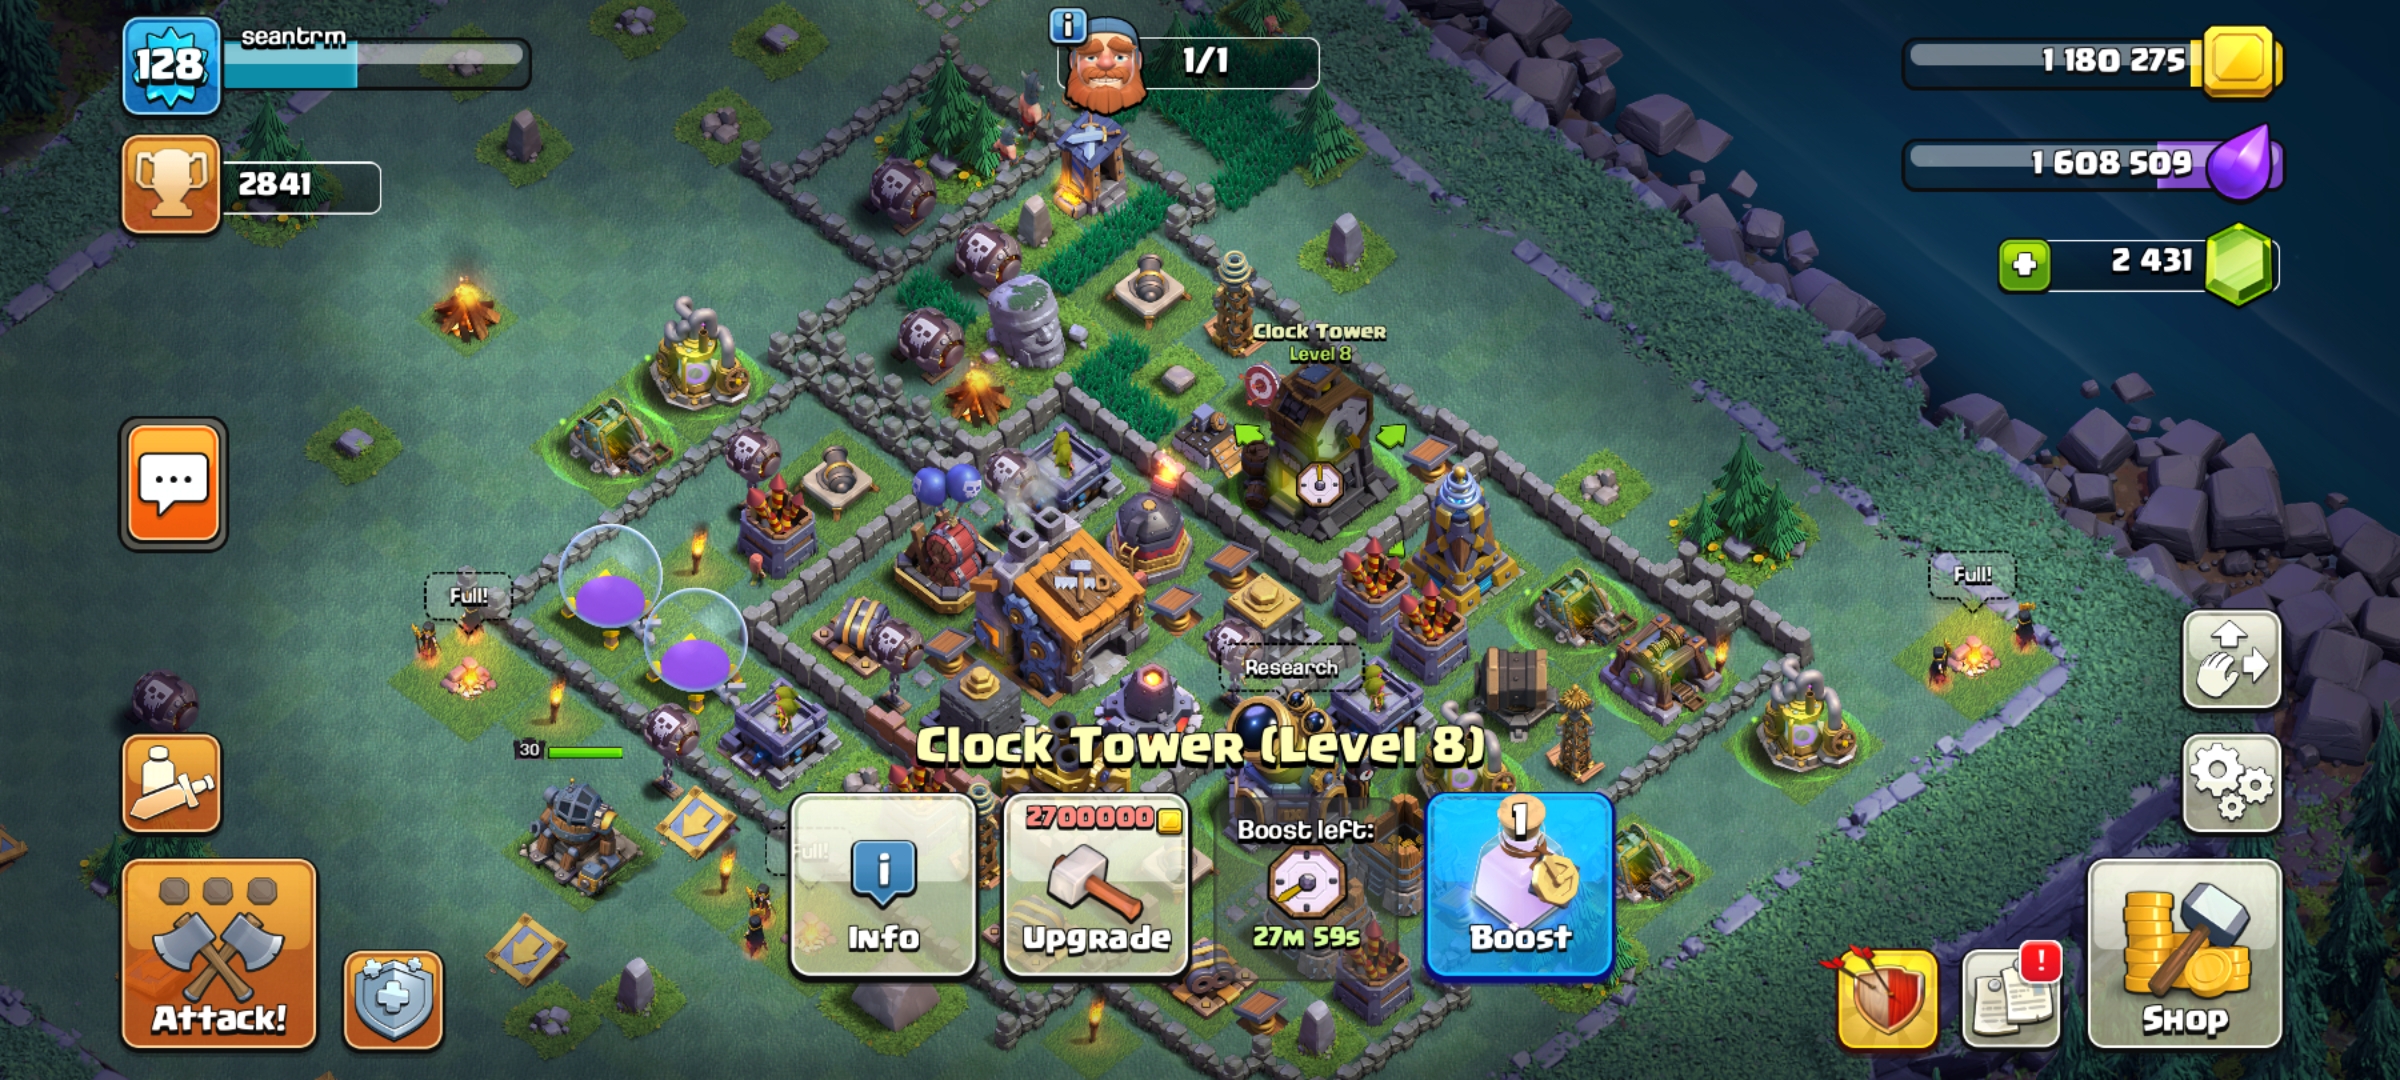 128
seantrm
1/1
1 180 275
2841
1 608 509
2 431
Clock Tower
Level 8
Full!
Full!
Research
30
Clock Tower (Level 8)
Full!
Info
2700000
Upgrade
Boost left:
27M 59s
1
Boost
Attack!
!
Shop